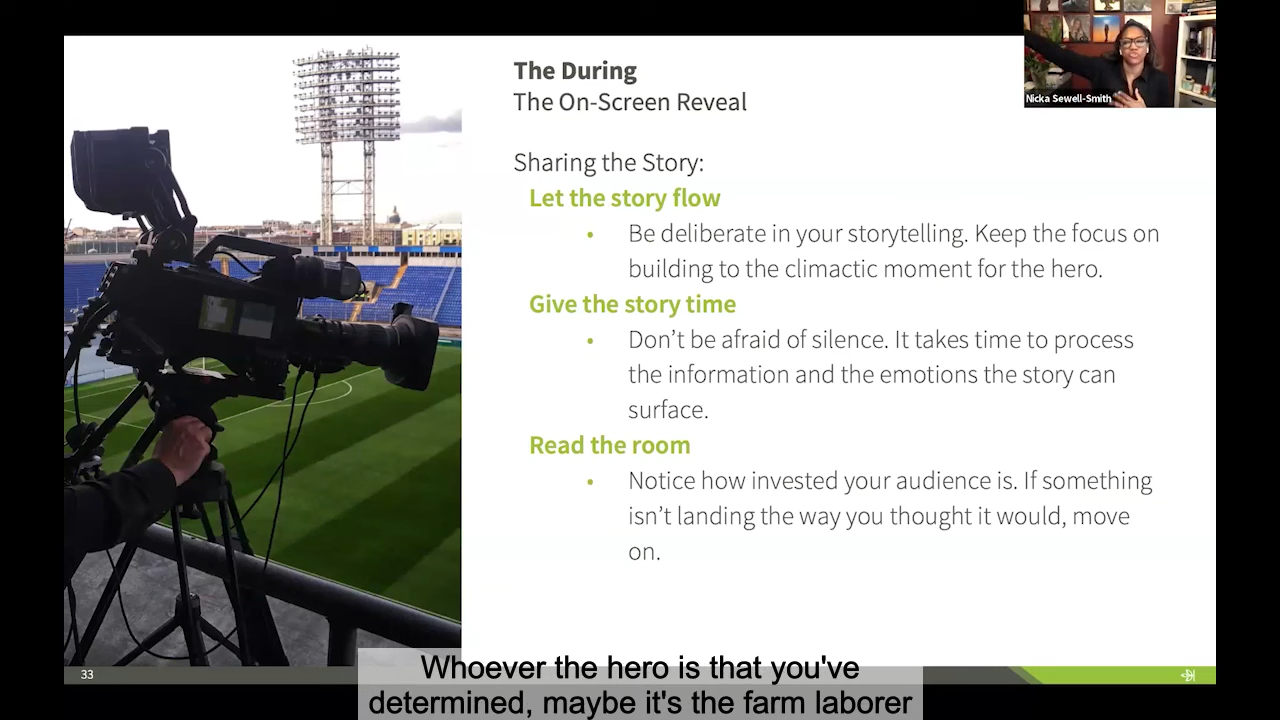 The During
The On-Screen Reveal
Nicka Sewell-Smith
Sharing the Story:
Let the story flow
• Be deliberate in your storytelling. Keep the focus on
building to the climactic moment for the hero.
Give the story time
• Don’t be afraid of silence. It takes time to process
the information and the emotions the story can
surface.
Read the room
• Notice how invested your audience is. If something
isn’t landing the way you thought it would, move
on.
33
Whoever the hero is that you've
determined, maybe it's the farm laborer